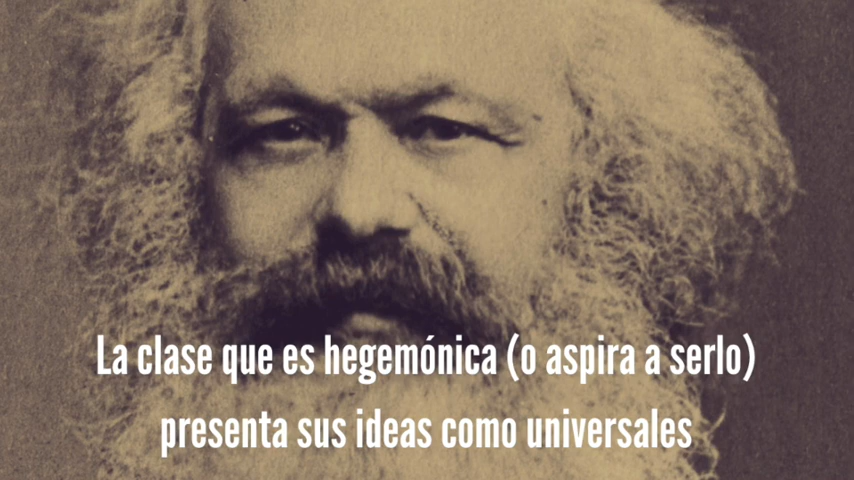 La clase que es hegemónica (o aspira a serlo)
presenta sus ideas como universales